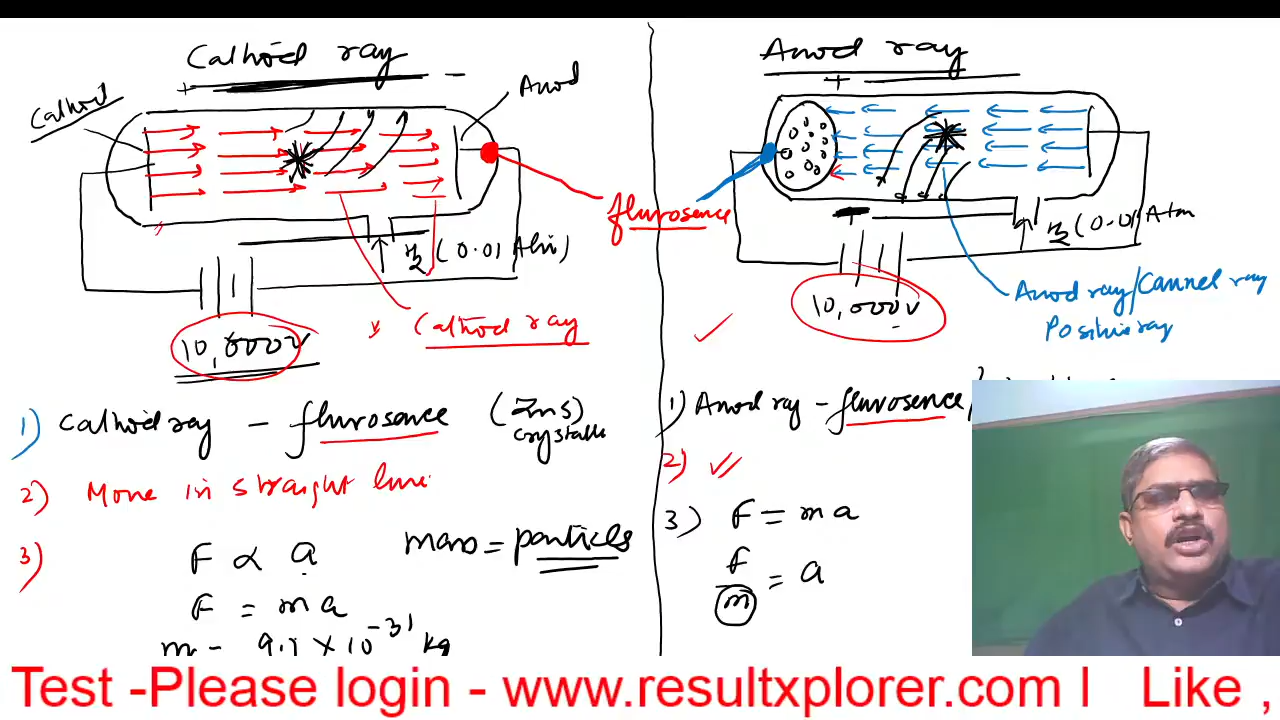 Cathod ray
+ -
Cathod
Anod
(0.01 Atm)
10,000v
Cathod ray
flurosence
Anod ray
+
(0.01) Atm
10,000v
Anod ray/Cannel ray
Positive ray
1) Cathod ray - flurosence (Zns)
crystalle
2) Move in straight line
3)
F ∝ a
F = ma
mass = particles
m - 9.1 × 10-31 kg
1) Anod ray - flurosence
2) ✓
3) F = ma
F
m = a
Test -Please login - www.resultxplorer.com I Like ,